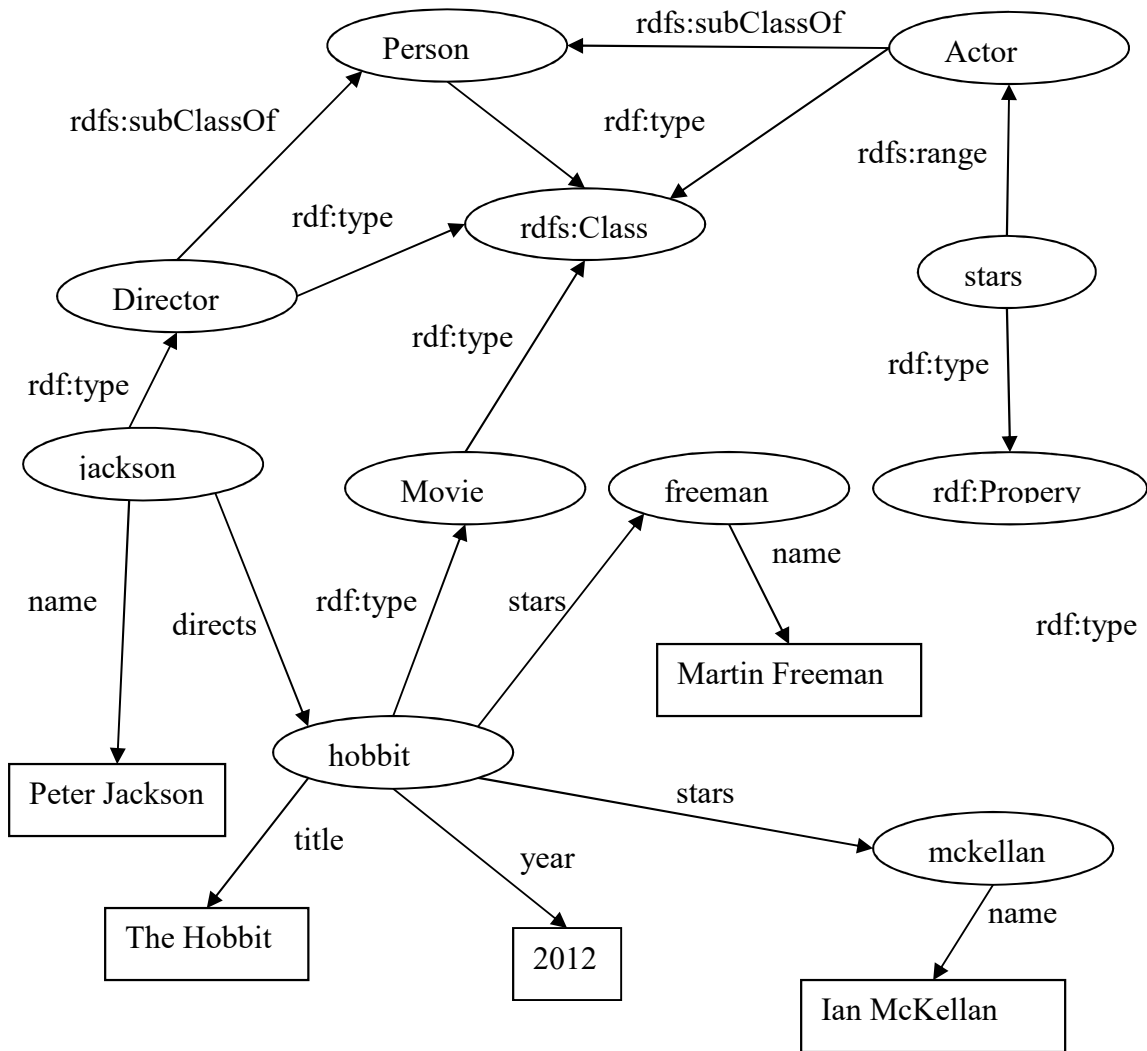 rdfs:subClassOf
Person
Actor
rdfs:subClassOf
rdf:type
rdfs:range
rdf:type
rdfs:Class
stars
Director
rdf:type
rdf:type
rdf:type
jackson
Movie
freeman
rdf:Propery
name
name
rdf:type
stars
directs
rdf:type
Martin Freeman
hobbit
Peter Jackson
stars
title
mckellan
year
name
The Hobbit
2012
Ian McKellan